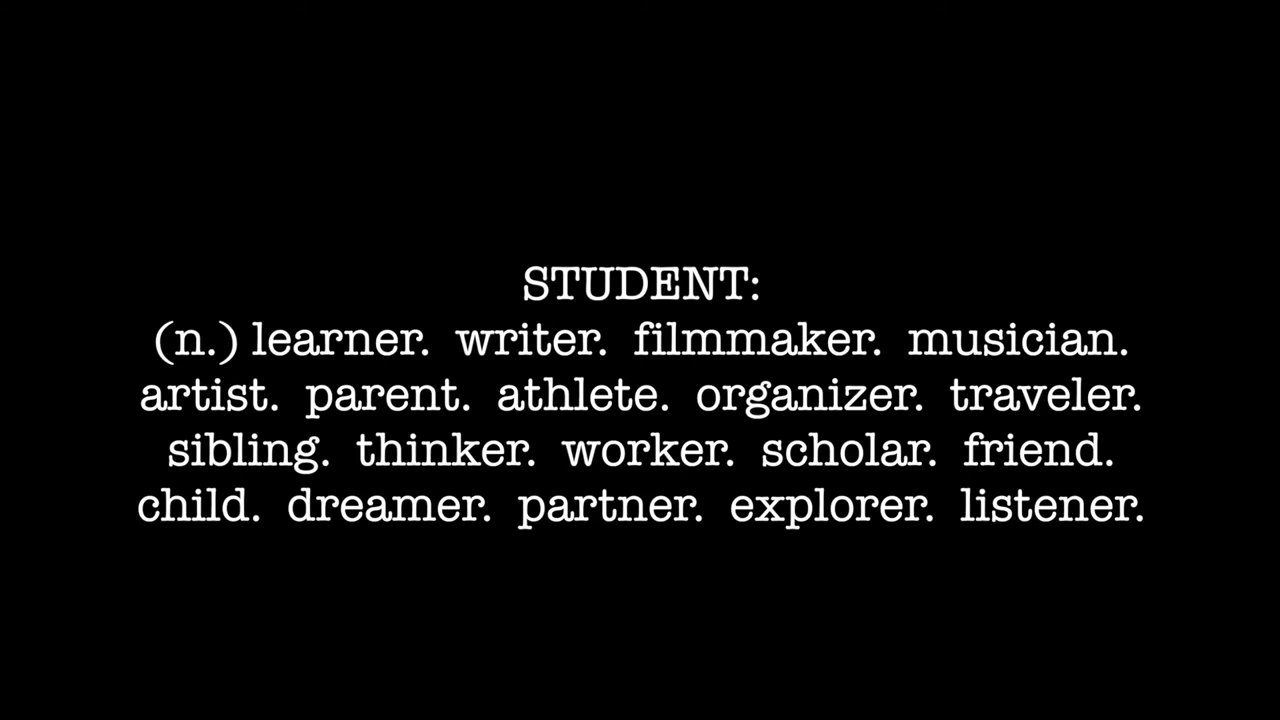 STUDENT:
(n.) learner. writer. filmmaker. musician.
artist. parent. athlete. organizer. traveler.
sibling. thinker. worker. scholar. friend.
child. dreamer. partner. explorer. listener.